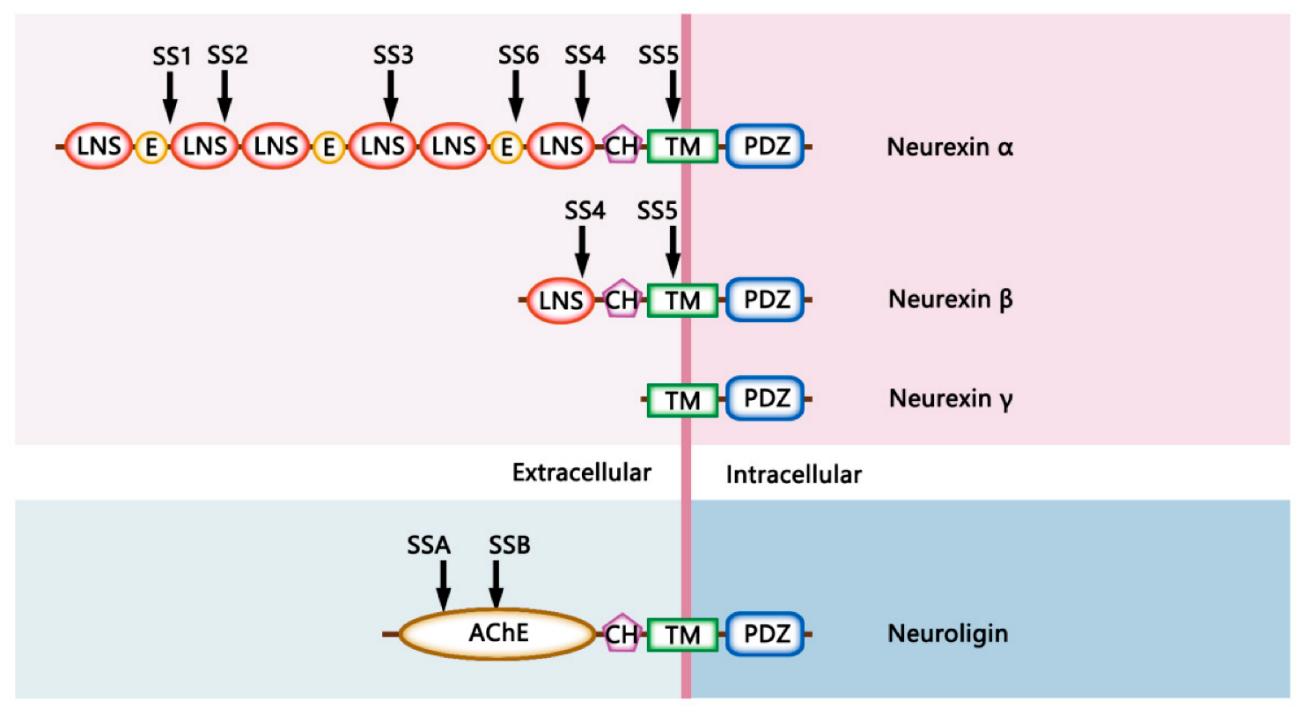 SS1 SS2 SS3 SS6 SS4 SS5
LNS E LNS LNS E LNS LNS E LNS CH TM PDZ Neurexin α
SS4 SS5
LNS CH TM PDZ Neurexin β
TM PDZ Neurexin γ
Extracellular Intracellular
SSA SSB
AChE CH TM PDZ Neuroligin